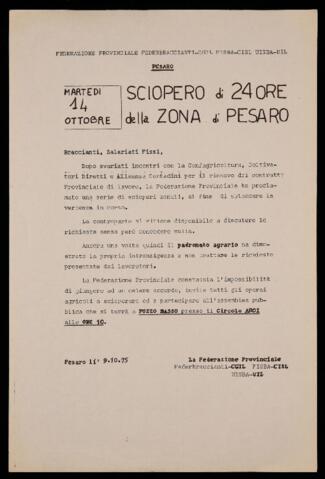 FEDERAZIONE PROVINCIALE FEDERBRACCIANTI-CGIL FISBA-CISL UISBA-UIL
PESARO
MARTEDI
14
OTTOBRE
SCIOPERO di 24 ORE
della ZONA di PESARO
Braccianti, Salariati Fissi,
Dopo svariati incontri con la Confagricoltura, Coltiva-
tori Diretti e Alleanza Contadini per il rinnovo del contratto
Provinciale di lavoro, la Federazione Provinciale ha procla-
mato una serie di scioperi zonali, al fine di sbloccare la
vertenza in corso.
La controparte si ritiene disponibile a discutere le
richieste senza però concedere nulla.
Ancora una volta quindi il padronato agrario ha dimo-
strato la propria intransigenza a non trattare le richieste
presentate dai lavoratori.
La Federazione Provinciale constatata l'impossibilità
di giungere ad un celere accordo, invita tutti gli operai
agricoli a scioperare ed a partecipare all'assemblea pub-
blica che si terrà a POZZO BASSO presso il Circolo ARCI
alle ORE 10.
Pesaro li' 9.10.75
La Federazione Provinciale
Federbraccianti-CGIL FISBA-CISL
UISBA-UIL